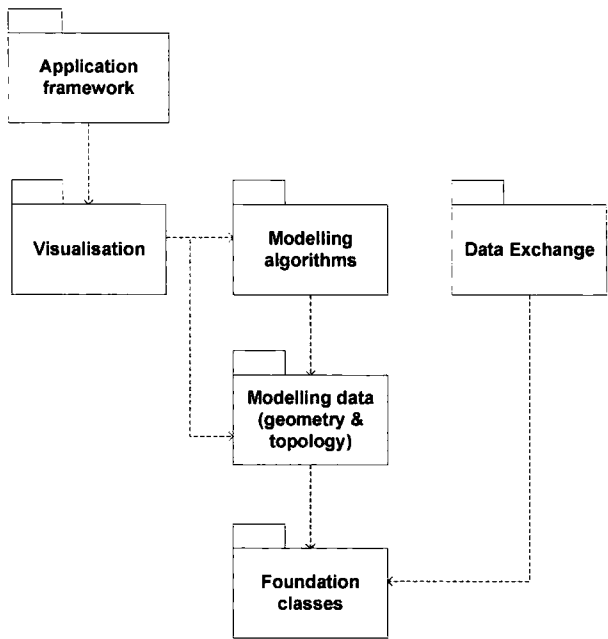 Application
framework
Visualisation
Modelling
algorithms
Data Exchange
Modelling data
(geometry &
topology)
Foundation
classes